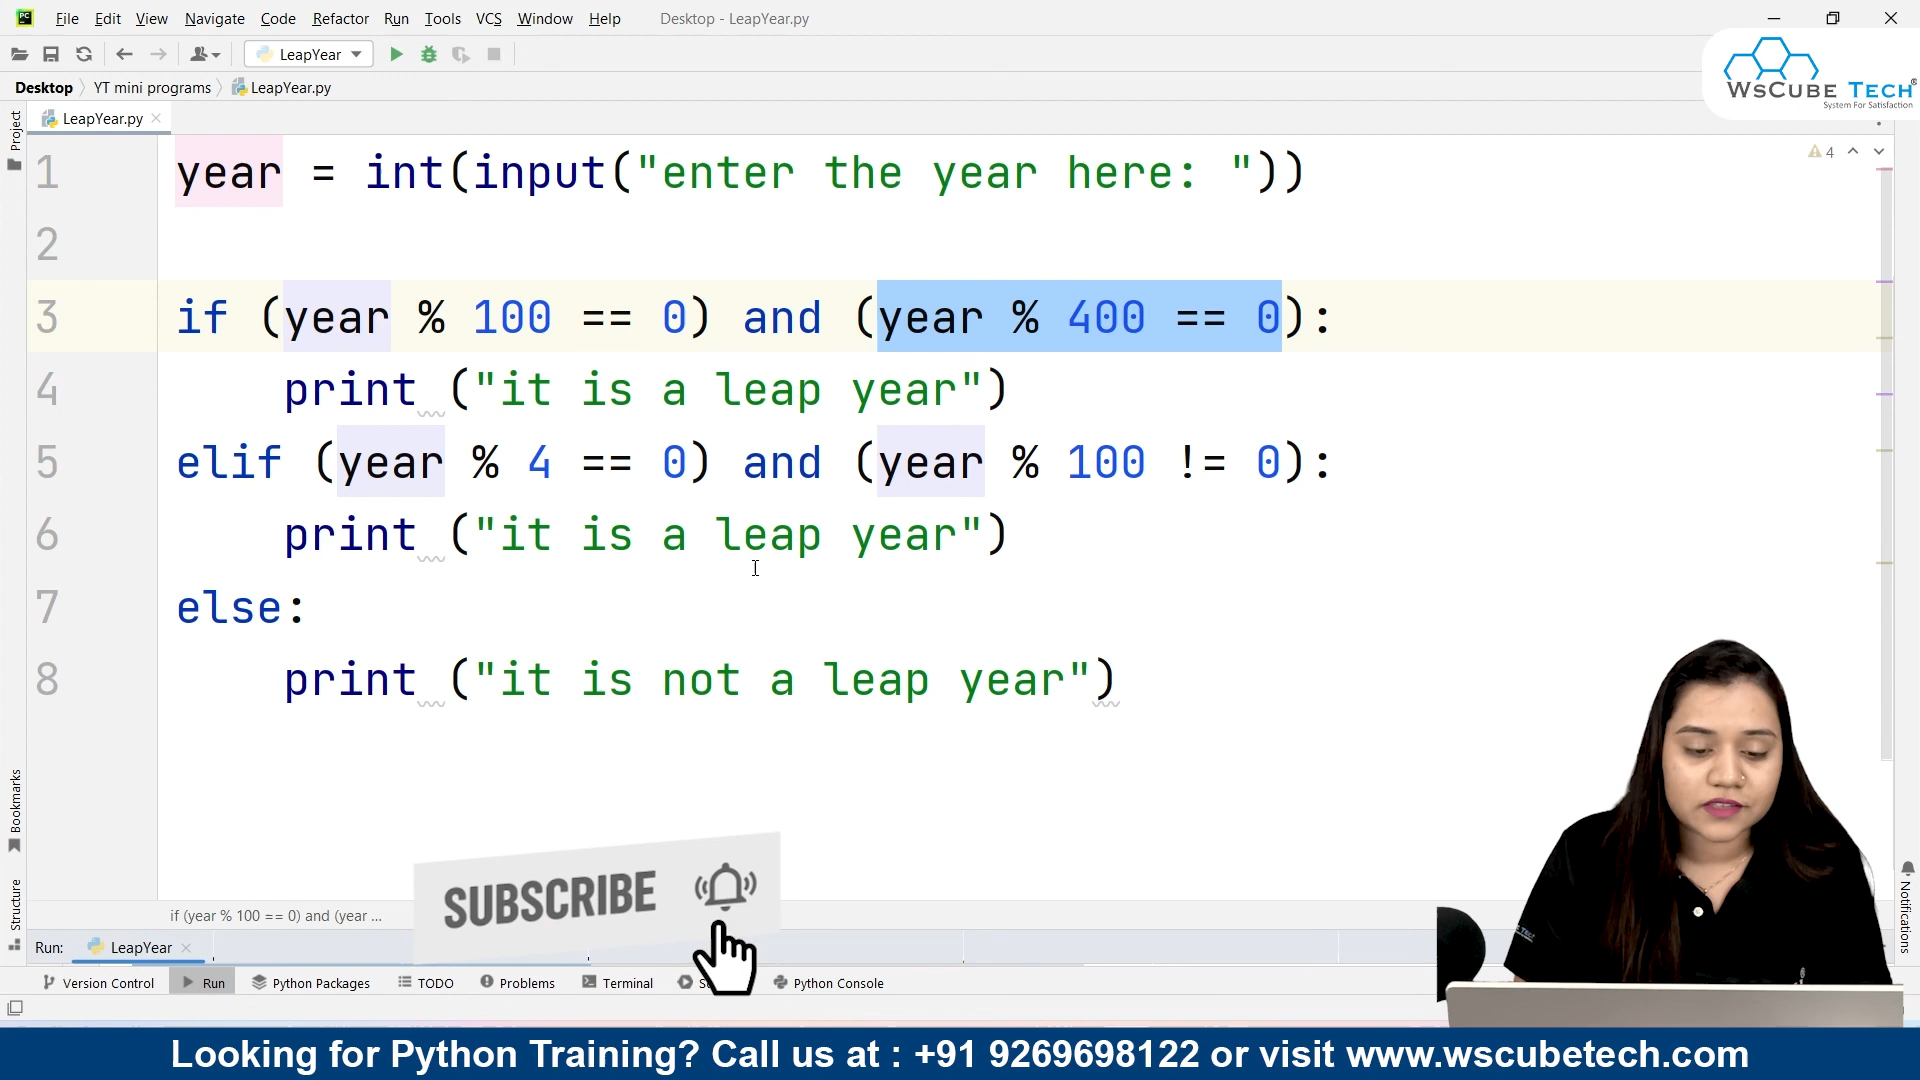 File Edit View Navigate Code Refactor Run Tools VCS Window Help Desktop - LeapYear.py
LeapYear
WsCube Tech®
System For Satisfaction
Desktop YT mini programs LeapYear.py
Project
LeapYear.py
4
1 year = int(input("enter the year here: "))
2
3 if (year % 100 == 0) and (year % 400 == 0):
4 print ("it is a leap year")
5 elif (year % 4 == 0) and (year % 100 != 0):
6 print ("it is a leap year")
7 else:
8 print ("it is not a leap year")
Bookmarks
Structure
Notifications
SUBSCRIBE
if (year % 100 == 0) and (year ...
Run: LeapYear
Version Control Run Python Packages TODO Problems Terminal Python Console
Looking for Python Training? Call us at : +91 9269698122 or visit www.wscubetech.com